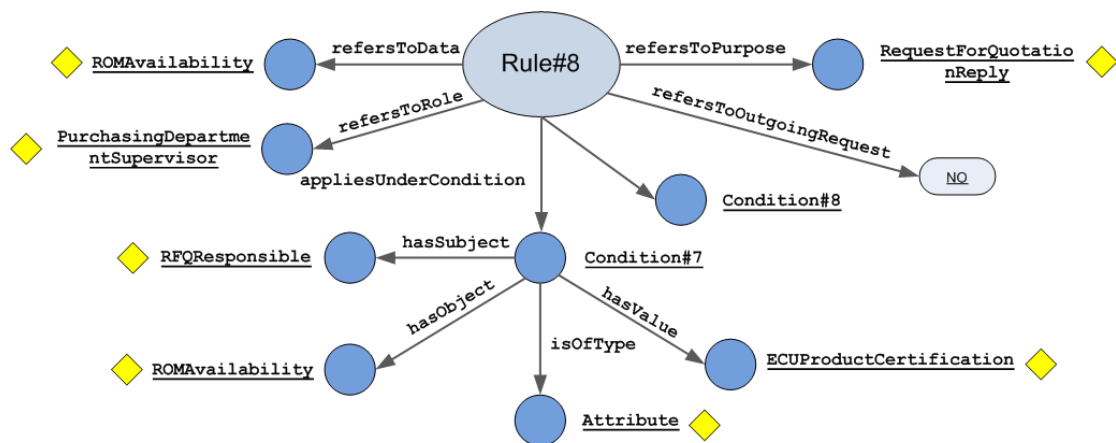 refersToData
Rule#8
refersToPurpose
ROMAvailability
RequestForQuotatio
nReply
refersToRole
refersToOutgoingRequest
PurchasingDepartme
ntSupervisor
appliesUnderCondition
NO
Condition#8
hasSubject
RFQResponsible
Condition#7
hasObject
hasValue
isOfType
ROMAvailability
ECUProductCertification
Attribute